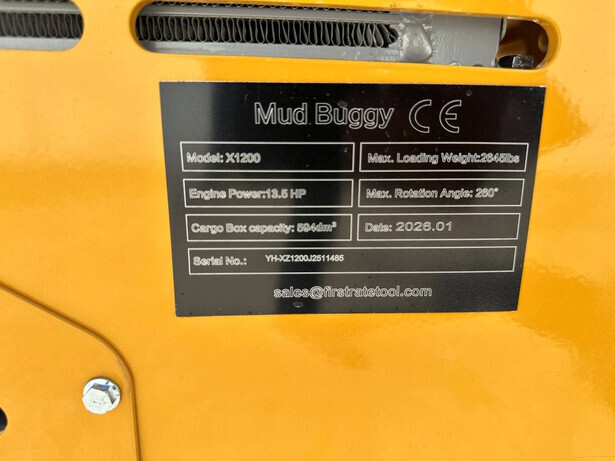 Mud Buggy CE
Model: X1200
Max. Loading Weight:2645lbs
Engine Power:13.5 HP
Max. Rotation Angle: 260°
Cargo Box capacity: 594dm³
Date: 2026.01
Serial No.: YH-XZ1200J2511465
sales@firstratetool.com